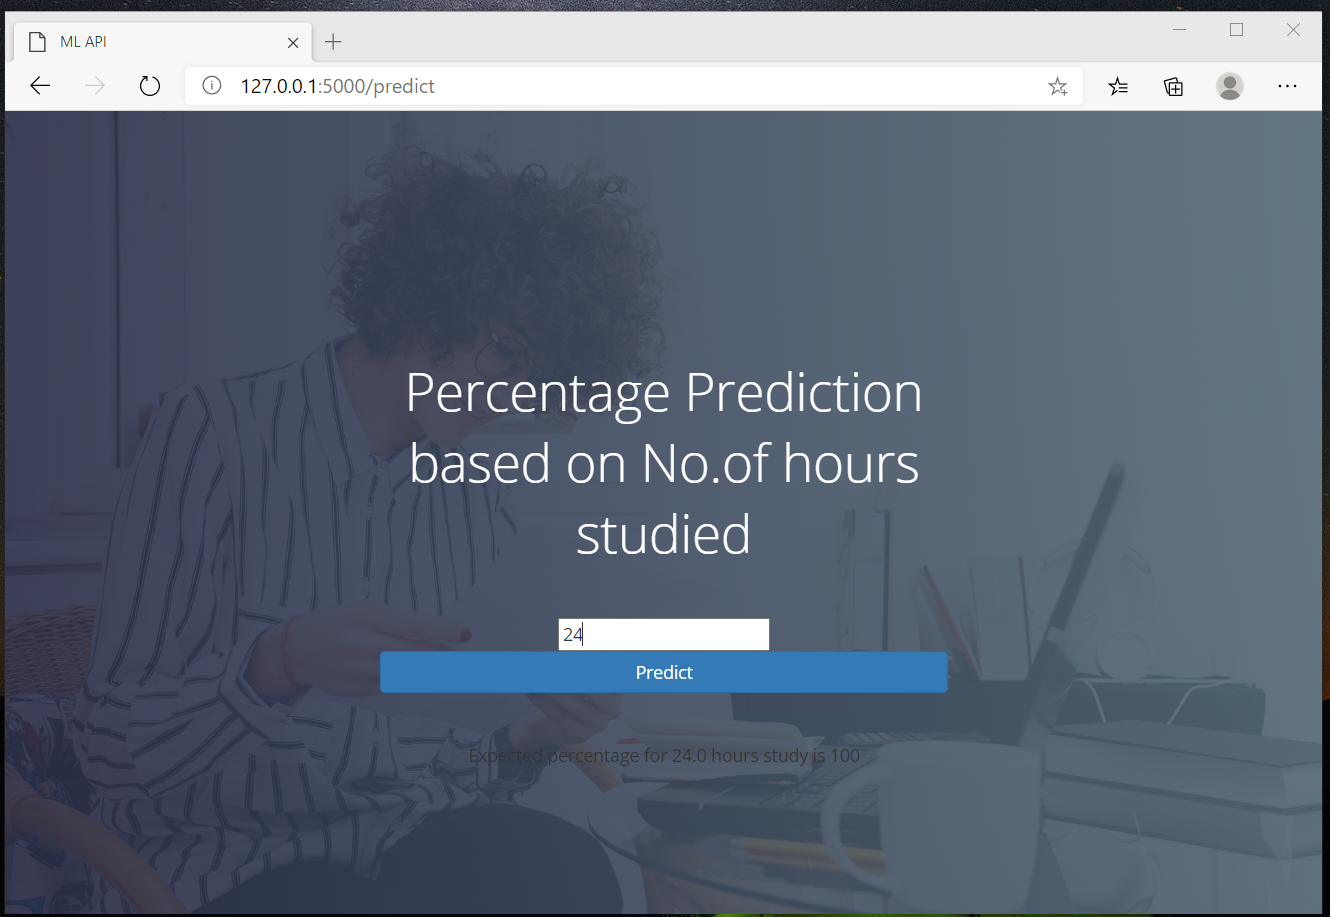 ML API
127.0.0.1:5000/predict
Percentage Prediction
based on No.of hours
studied
24
Predict
Expected percentage for 24.0 hours study is 100